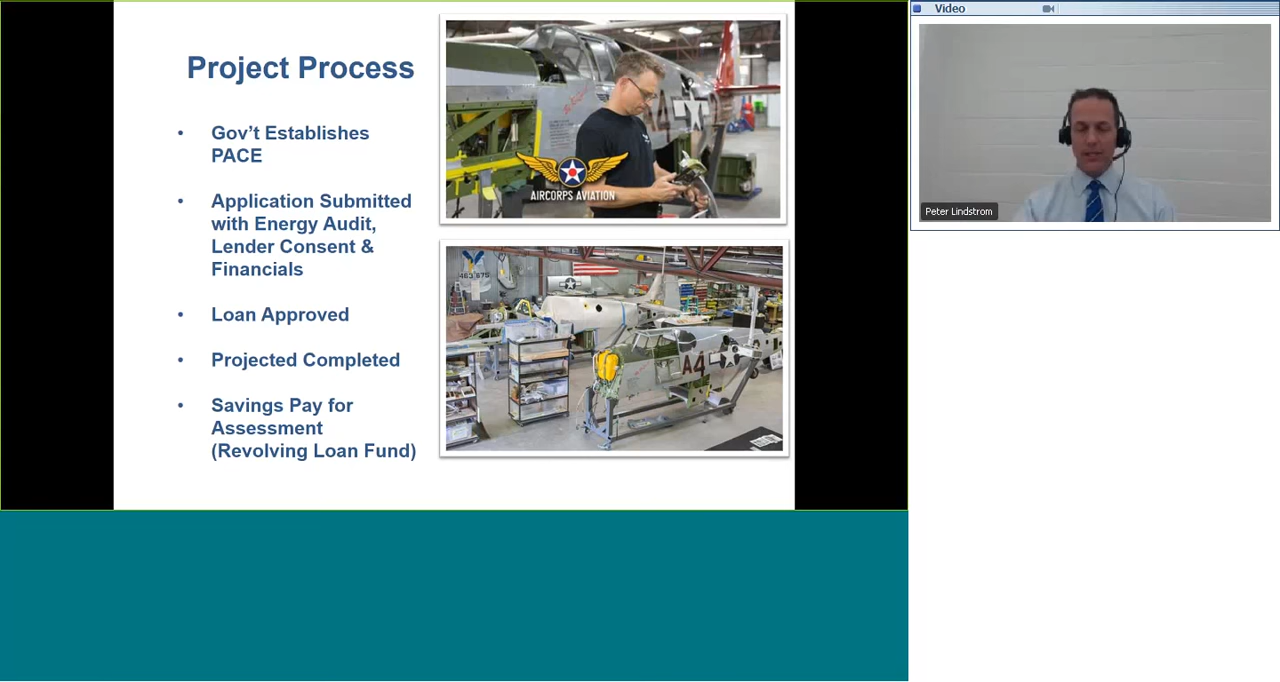 Project Process
• Gov’t Establishes
PACE
• Application Submitted
with Energy Audit,
Lender Consent &
Financials
• Loan Approved
• Projected Completed
• Savings Pay for
Assessment
(Revolving Loan Fund)
AIRCORPS AVIATION
A4
Video
Peter Lindstrom